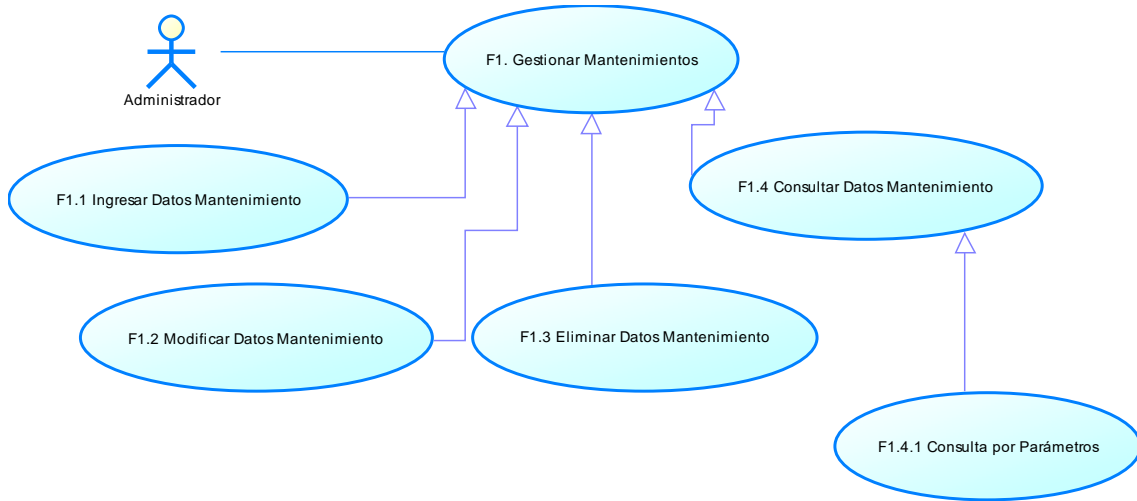 F1. Gestionar Mantenimientos
Administrador
F1.1 Ingresar Datos Mantenimiento
F1.4 Consultar Datos Mantenimiento
F1.2 Modificar Datos Mantenimiento
F1.3 Eliminar Datos Mantenimiento
F1.4.1 Consulta por Parámetros